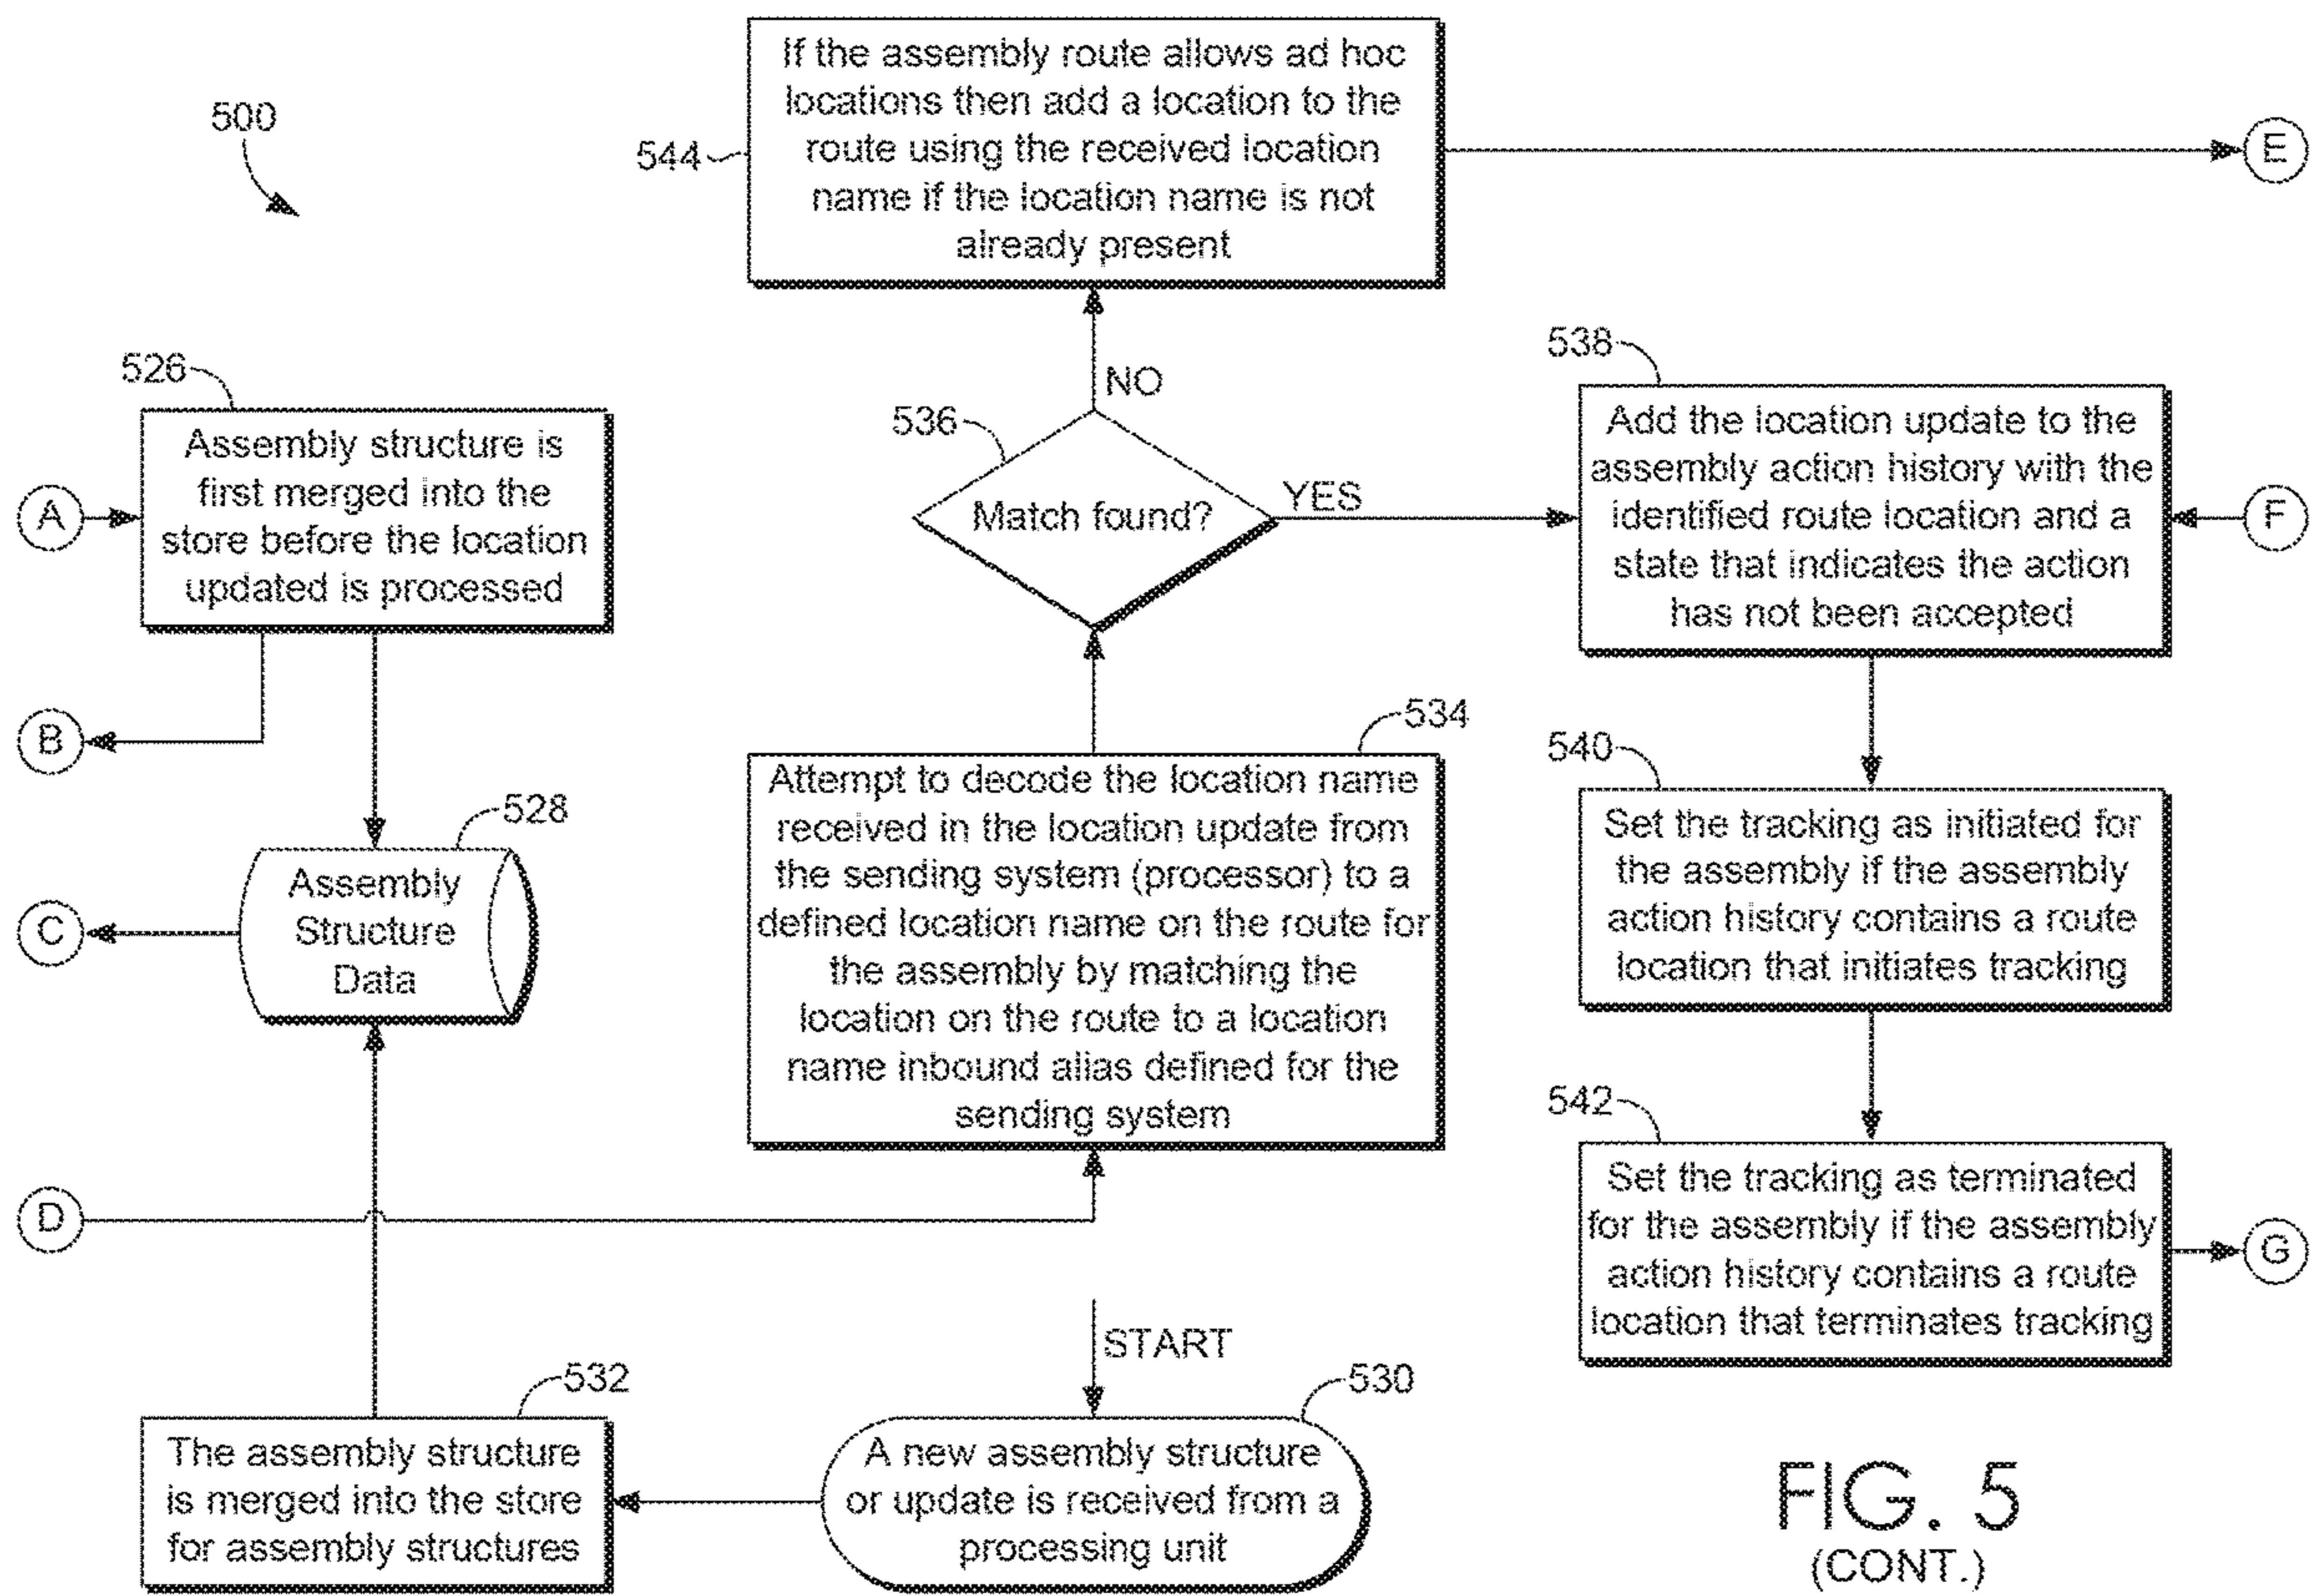 500
544
If the assembly route allows ad hoc
locations then add a location to the
route using the received location
name if the location name is not
already present
E
526
Assembly structure is
first merged into the
store before the location
updated is processed
A
B
528
Assembly
Structure
Data
C
D
NO
536
Match found?
YES
534
Attempt to decode the location name
received in the location update from
the sending system (processor) to a
defined location name on the route for
the assembly by matching the
location on the route to a location
name inbound alias defined for the
sending system
538
Add the location update to the
assembly action history with the
identified route location and a
state that indicates the action
has not been accepted
F
540
Set the tracking as initiated for
the assembly if the assembly
action history contains a route
location that initiates tracking
542
Set the tracking as terminated
for the assembly if the assembly
action history contains a route
location that terminates tracking
G
START
532
The assembly structure
is merged into the store
for assembly structures
530
A new assembly structure
or update is received from a
processing unit
FIG. 5
(CONT.)